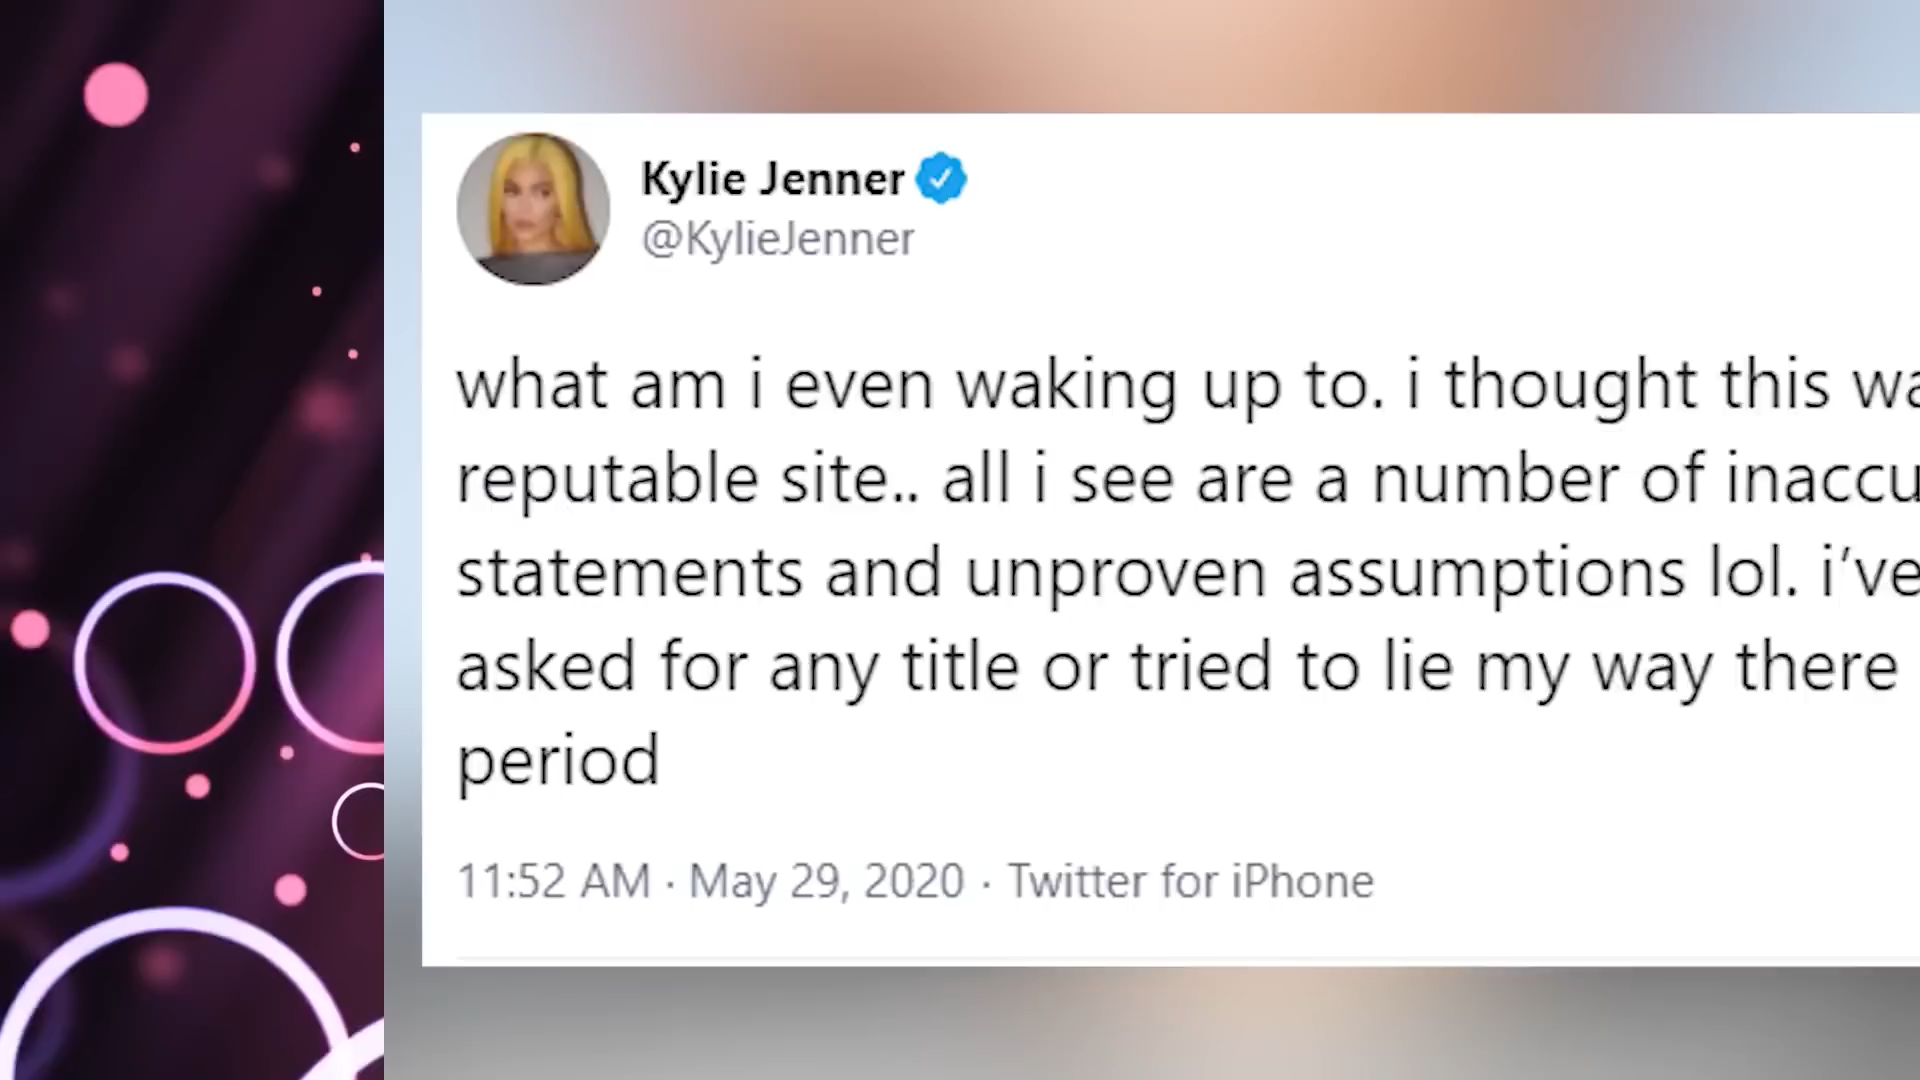 Kylie Jenner
@KylieJenner
what am i even waking up to. i thought this
reputable site.. all i see are a number of
statements and unproven assumptions lol. i've
asked for any title or tried to lie my way there
period
11:52 AM · May 29, 2020 · Twitter for iPhone